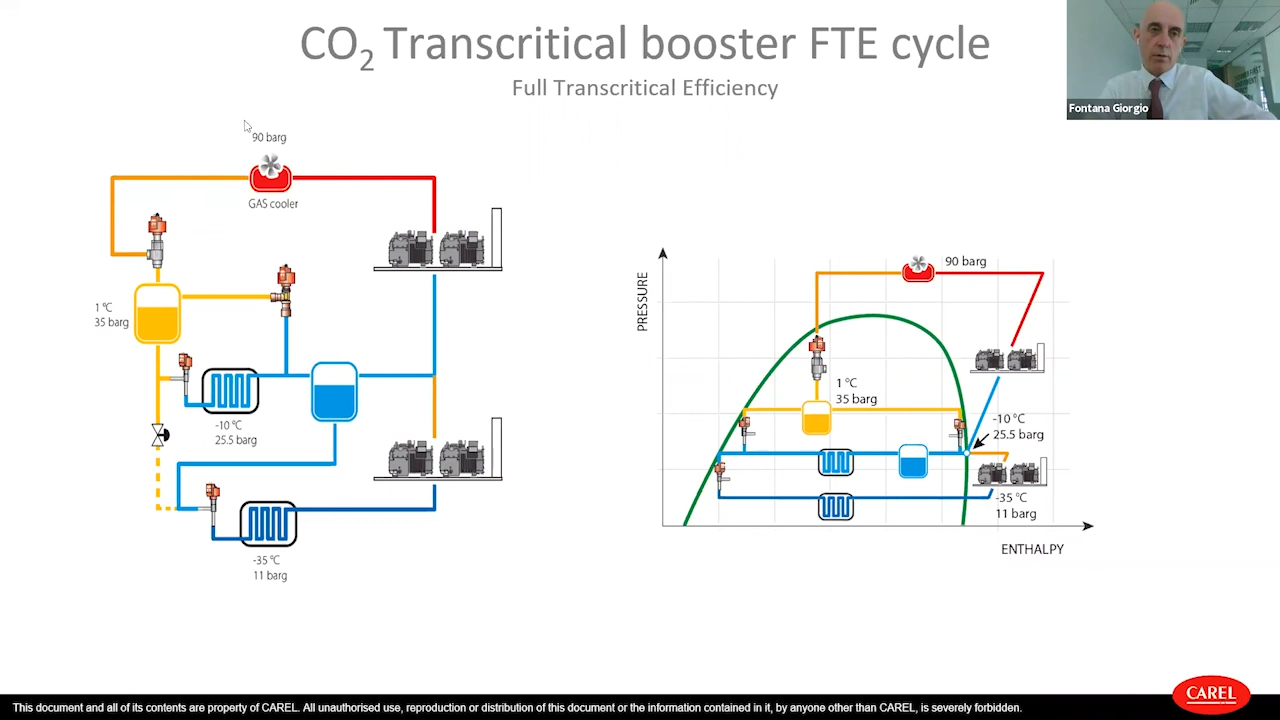 CO2 Transcritical booster FTE cycle
Full Transcritical Efficiency
Fontana Giorgio
90 barg
GAS cooler
1 °C
35 barg
-10 °C
25.5 barg
-35 °C
11 barg
PRESSURE
90 barg
1 °C
35 barg
-10 °C
25.5 barg
-35 °C
11 barg
ENTHALPY
CAREL
This document and all of its contents are property of CAREL. All unauthorised use, reproduction or distribution of this document or the information contained in it, by anyone other than CAREL, is severely forbidden.